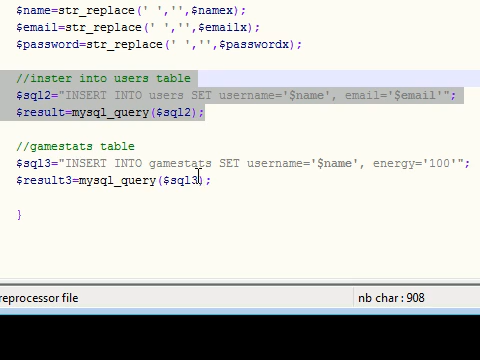 $name=str_replace(' ','',$namex);
$email=str_replace(' ','',$emailx);
$password=str_replace(' ','',$passwordx);
//inster into users table
$sql2="INSERT INTO users SET username='$name', email='$email'";
$result=mysql_query($sql2);
//gamestats table
$sql3="INSERT INTO gamestats SET username='$name', energy='100'";
$result3=mysql_query($sql3);
}
reprocessor file
nb char : 908